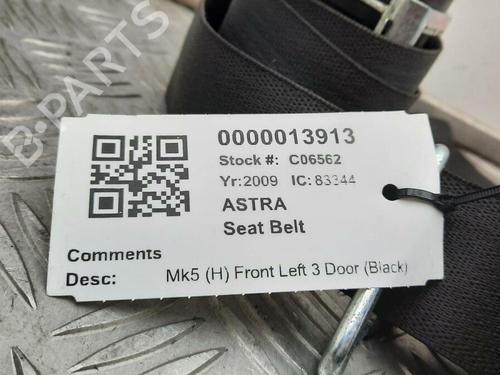 B-PARTS
0000013913
Stock #: C06562
Yr:2009 IC: 83344
ASTRA
Seat Belt
Comments
Desc: Mk5 (H) Front Left 3 Door (Black)